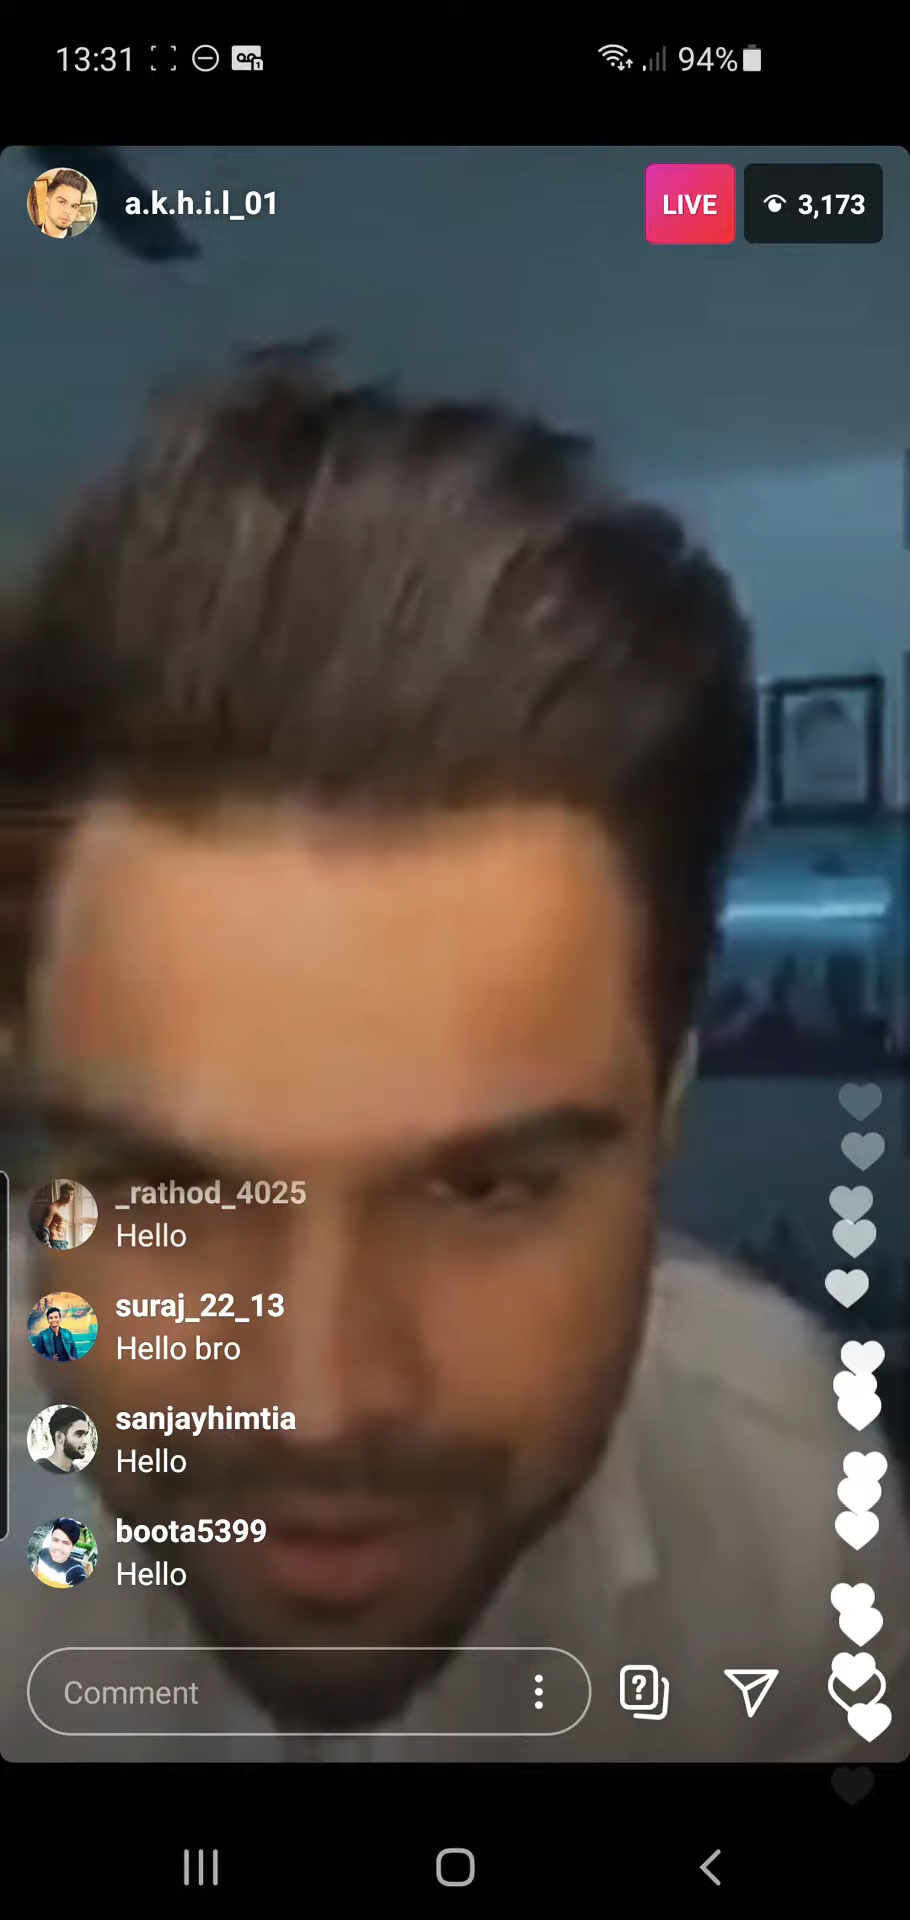 13:31
94%
a.k.h.i.l_01
LIVE
3,173
_rathod_4025
Hello
suraj_22_13
Hello bro
sanjayhimtia
Hello
boota5399
Hello
Comment